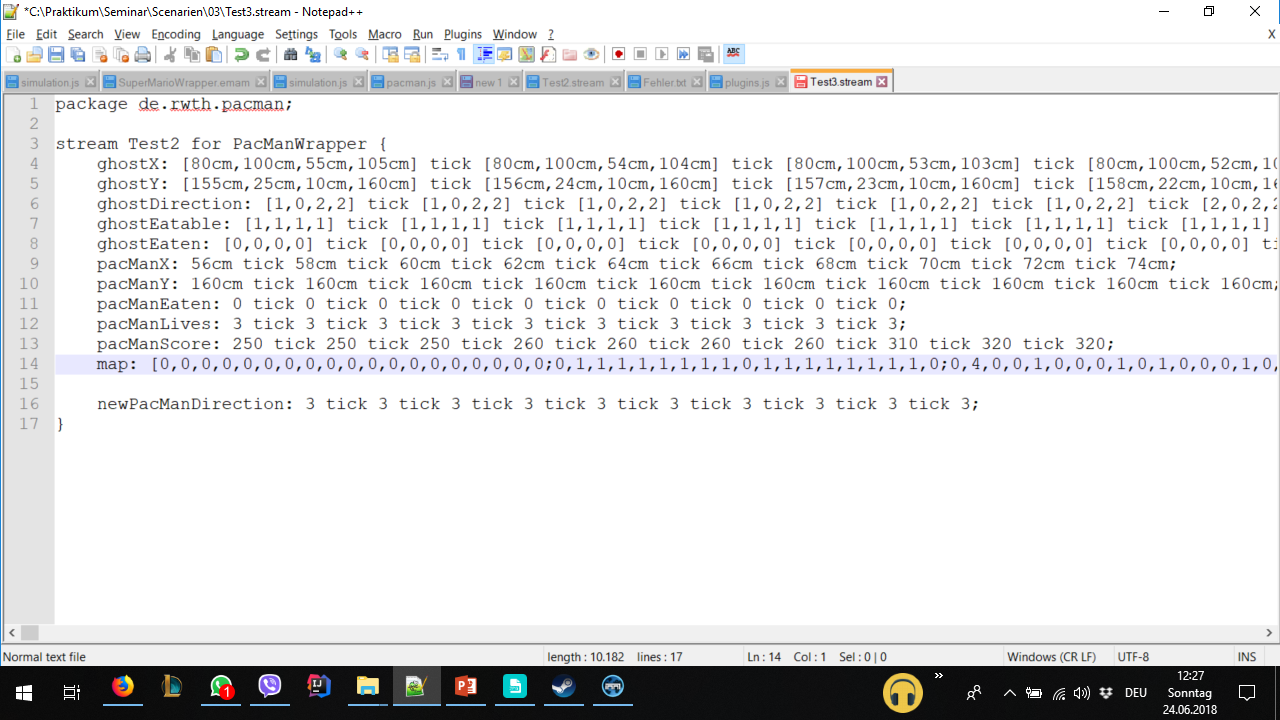 *C:\Praktikum\Seminar\Scenarien\03\Test3.stream - Notepad++
File Edit Search View Encoding Language Settings Tools Macro Run Plugins Window ? X
simulation.js SuperMarioWrapper.emam simulation.js pacman.js new 1 Test2.stream Fehler.txt plugins.js Test3.stream
1 package de.rwth.pacman;
2
3 stream Test2 for PacManWrapper {
4 ghostX: [80cm,100cm,55cm,105cm] tick [80cm,100cm,54cm,104cm] tick [80cm,100cm,53cm,103cm] tick [80cm,100cm,52cm,10
5 ghostY: [155cm,25cm,10cm,160cm] tick [156cm,24cm,10cm,160cm] tick [157cm,23cm,10cm,160cm] tick [158cm,22cm,10cm,16
6 ghostDirection: [1,0,2,2] tick [1,0,2,2] tick [1,0,2,2] tick [1,0,2,2] tick [1,0,2,2] tick [1,0,2,2] tick [2,0,2,2
7 ghostEatable: [1,1,1,1] tick [1,1,1,1] tick [1,1,1,1] tick [1,1,1,1] tick [1,1,1,1] tick [1,1,1,1] tick [1,1,1,1]
8 ghostEaten: [0,0,0,0] tick [0,0,0,0] tick [0,0,0,0] tick [0,0,0,0] tick [0,0,0,0] tick [0,0,0,0] tick [0,0,0,0] ti
9 pacManX: 56cm tick 58cm tick 60cm tick 62cm tick 64cm tick 66cm tick 68cm tick 70cm tick 72cm tick 74cm;
10 pacManY: 160cm tick 160cm tick 160cm tick 160cm tick 160cm tick 160cm tick 160cm tick 160cm tick 160cm tick 160cm;
11 pacManEaten: 0 tick 0 tick 0 tick 0 tick 0 tick 0 tick 0 tick 0 tick 0 tick 0;
12 pacManLives: 3 tick 3 tick 3 tick 3 tick 3 tick 3 tick 3 tick 3 tick 3 tick 3;
13 pacManScore: 250 tick 250 tick 250 tick 260 tick 260 tick 260 tick 260 tick 310 tick 320 tick 320;
14 map: [0,0,0,0,0,0,0,0,0,0,0,0,0,0,0,0,0,0,0;0,1,1,1,1,1,1,1,1,0,1,1,1,1,1,1,1,1,0;0,4,0,0,1,0,0,0,1,0,1,0,0,0,1,0,
15
16 newPacManDirection: 3 tick 3 tick 3 tick 3 tick 3 tick 3 tick 3 tick 3 tick 3 tick 3;
17 }
Normal text file length : 10.182 lines : 17 Ln : 14 Col : 1 Sel : 0 | 0 Windows (CR LF) UTF-8 INS
12:27
DEU Sonntag
24.06.2018